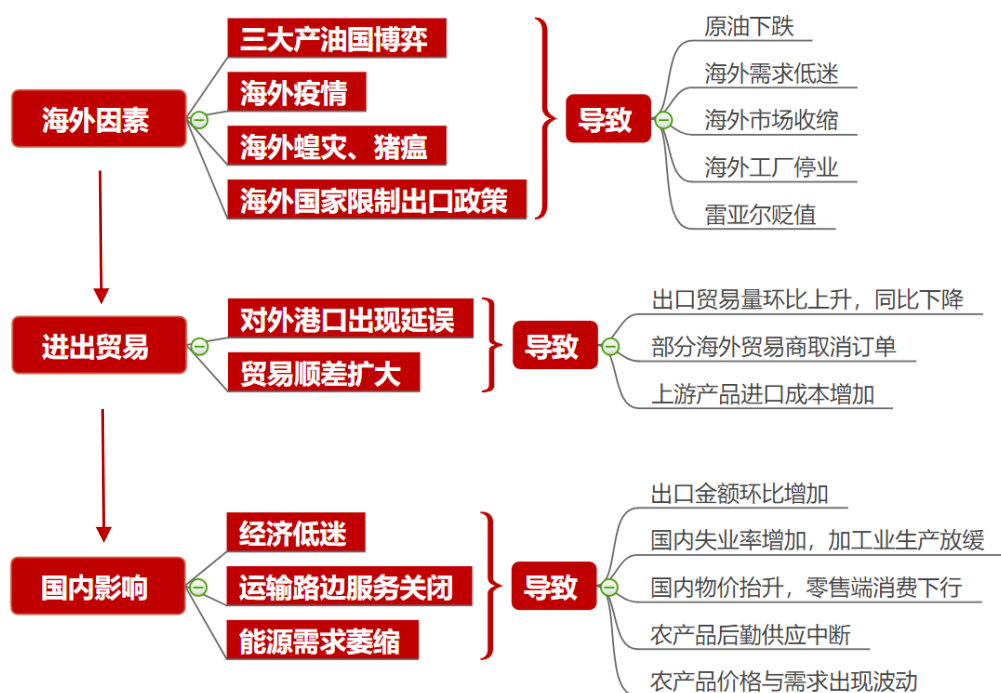 海外因素
三大产油国博弈
海外疫情
海外蝗灾、猪瘟
海外国家限制出口政策
导致
原油下跌
海外需求低迷
海外市场收缩
海外工厂停业
雷亚尔贬值
进出贸易
对外港口出现延误
贸易顺差扩大
导致
出口贸易量环比上升，同比下降
部分海外贸易商取消订单
上游产品进口成本增加
国内影响
经济低迷
运输路边服务关闭
能源需求萎缩
导致
出口金额环比增加
国内失业率增加，加工业生产放缓
国内物价抬升，零售端消费下行
农产品后勤供应中断
农产品价格与需求出现波动